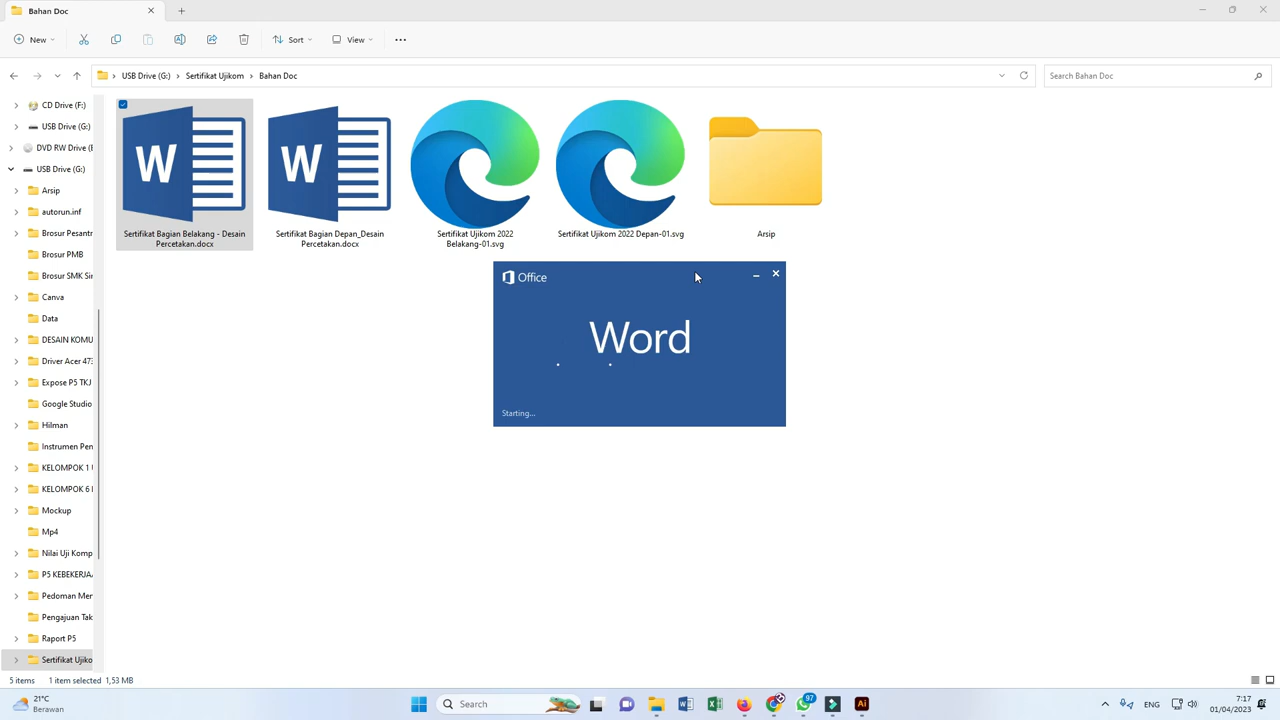 Bahan Doc
New
Sort
View
USB Drive (G:)
Sertifikat Ujikom
Bahan Doc
Search Bahan Doc
CD Drive (F:)
USB Drive (G:)
DVD RW Drive (E
USB Drive (G:)
Arsip
autorun.inf
Brosur Pesantr
Brosur PMB
Brosur SMK Sir
Canva
Data
DESAIN KOMU
Driver Acer 473
Expose P5 TKJ
Google Studio
Hilman
Instrumen Pen
KELOMPOK 1 U
KELOMPOK 6 I
Mockup
Mp4
Nilai Uji Komp
P5 KEBEKERJA
Pedoman Mer
Pengajuan Tak
Raport P5
Sertifikat Ujiko
W
Sertifikat Bagian Belakang - Desain
Percetakan.docx
W
Sertifikat Bagian Depan_Desain
Percetakan.docx
Sertifikat Ujikom 2022
Belakang-01.svg
Sertifikat Ujikom 2022 Depan-01.svg
Arsip
Office
Word
Starting...
5 items
1 item selected
1,53 MB
21°C
Berawan
Search
97
Ai
ENG
7:17
01/04/2023